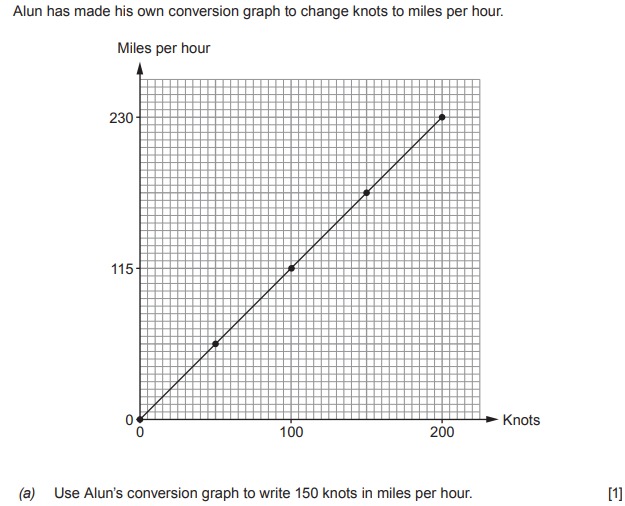 Alun has made his own conversion graph to change knots to miles per hour.
Miles per hour
230
115
0
0 100 200
Knots
(a) Use Alun's conversion graph to write 150 knots in miles per hour. [1]